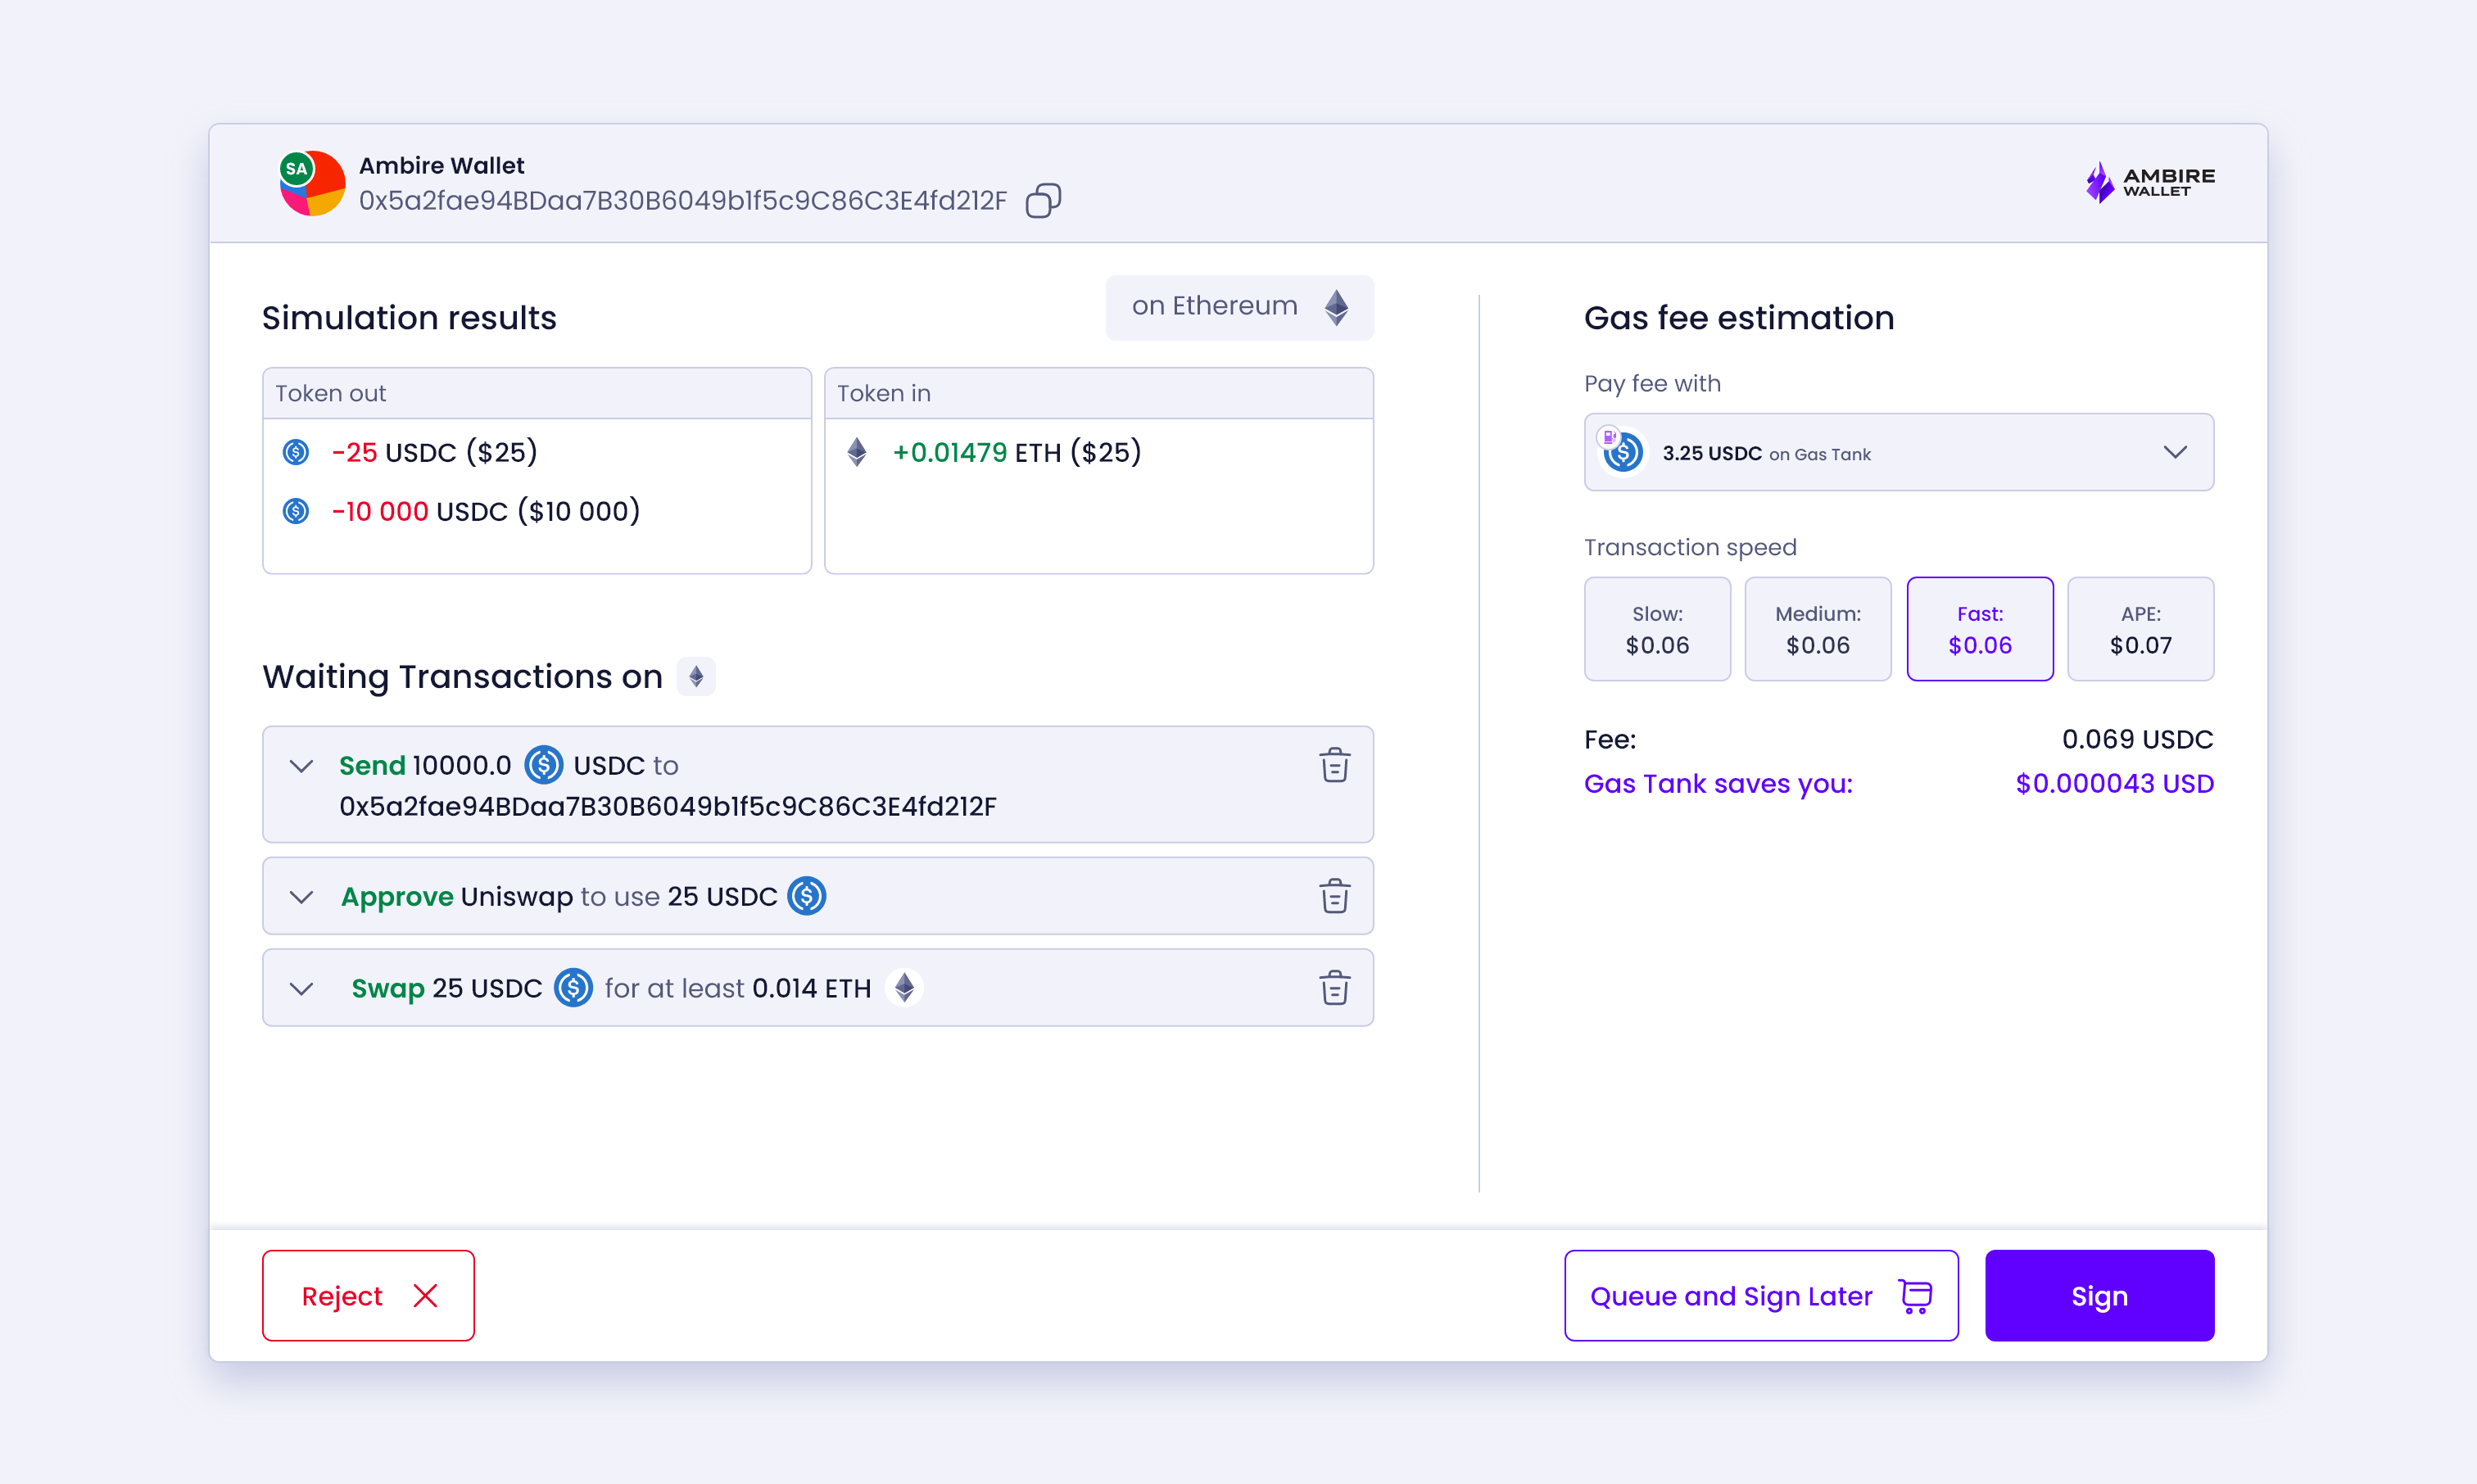 SA
Ambire Wallet
0x5a2fae94BDaa7B30B6049b1f5c9C86C3E4fd212F
AMBIRE
WALLET
Simulation results
on Ethereum
Token out
-25 USDC ($25)
-10 000 USDC ($10 000)
Token in
+0.01479 ETH ($25)
Waiting Transactions on
Send 10000.0 USDC to
0x5a2fae94BDaa7B30B6049b1f5c9C86C3E4fd212F
Approve Uniswap to use 25 USDC
Swap 25 USDC for at least 0.014 ETH
Gas fee estimation
Pay fee with
3.25 USDC on Gas Tank
Transaction speed
Slow:
$0.06
Medium:
$0.06
Fast:
$0.06
APE:
$0.07
Fee: 0.069 USDC
Gas Tank saves you: $0.000043 USD
Reject
Queue and Sign Later
Sign